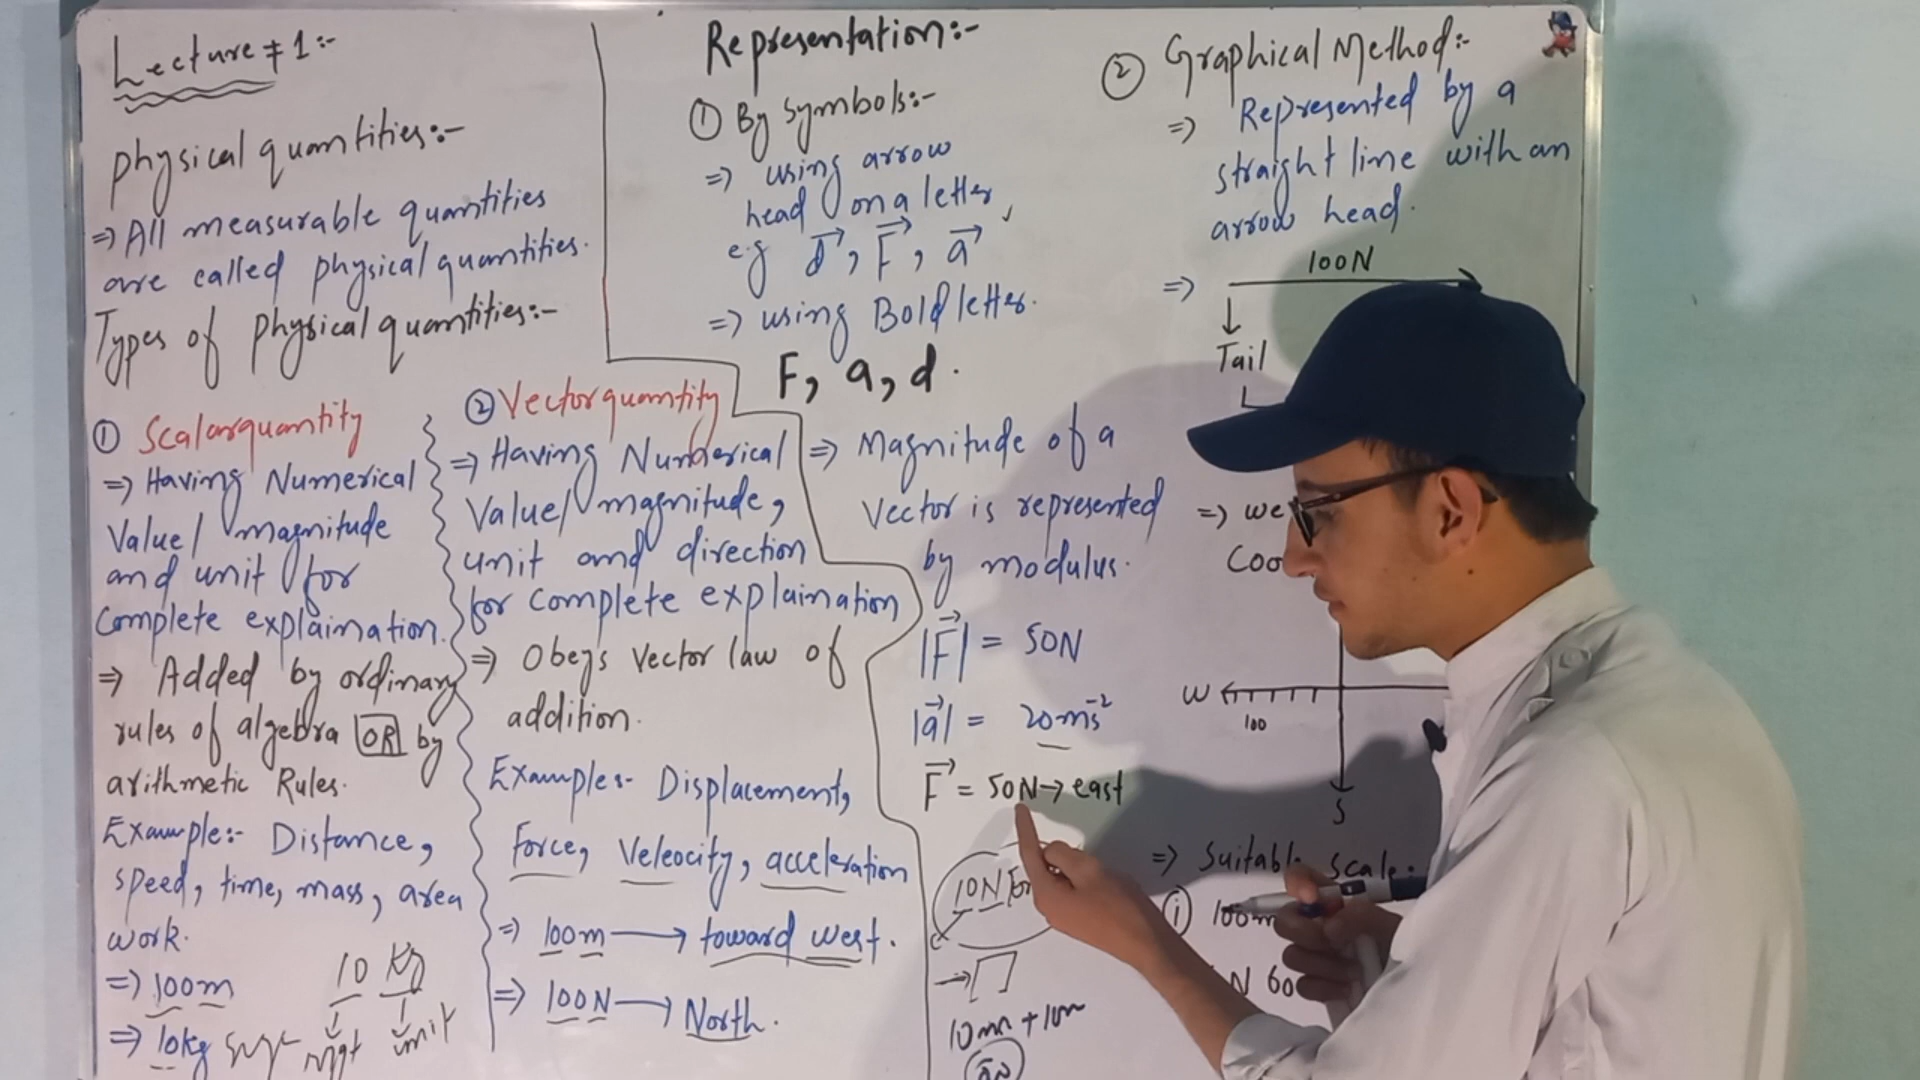 Lecture # 1:-
Physical quantities:-
=> All measurable quantities
are called physical quantities.
Types of Physical quantities:-
① Scalar quantity
=> Having Numerical
Value/ magnitude
and unit for
Complete explaination.
=> Added by ordinary
rules of algebra OR by
arithmetic Rules.
Example:- Distance,
speed, time, mass, area
work.
=> 100m
=> 10kg
10 kg
mgt unit
② Vector quantity
=> Having Numberical
Value/ magnitude,
unit and direction
for complete explaination
=> Obeys Vector law of
addition.
Examples- Displacement,
Force, Veleocity, acceleration
=> 100m → toward west.
=> 100N → North.
Representation:-
① By Symbols:-
=> using arrow
head on a letter
e.g d⃗, F⃗, a⃗
=> using Bold letter.
F, a, d.
=> Magnitude of a
Vector is represented
by modulus.
|F⃗| = 50N
|a⃗| = 20ms⁻²
F⃗ = 50N → east
10N
② Graphical Method:-
=> Represented by a
straight line with an
arrow head.
=> 100N
Tail
=> we
Coo
W
100
S
=> Suitable scale:
① 100m
N 60